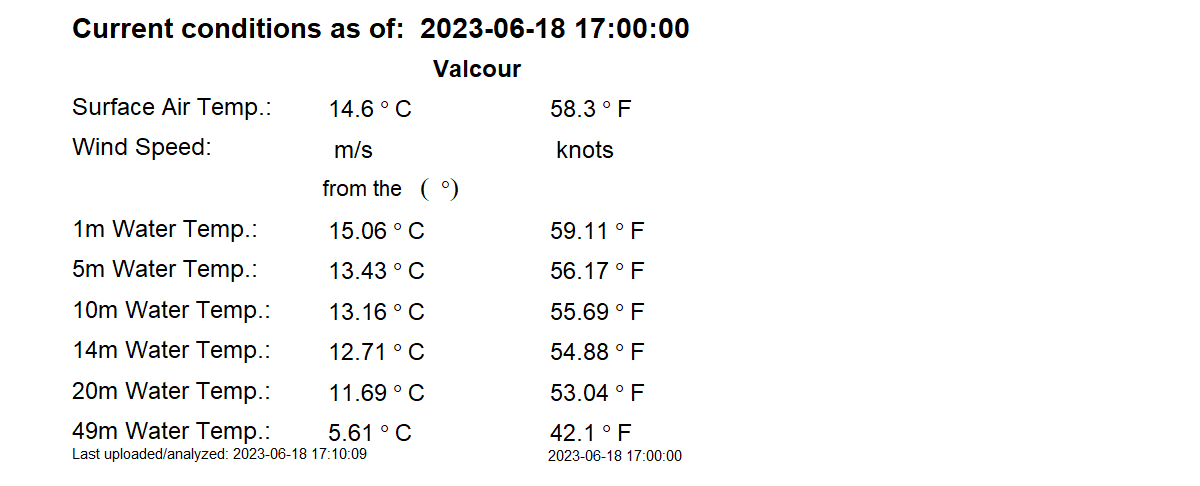 Current conditions as of: 2023-06-18 17:00:00
Valcour
Surface Air Temp.: 14.6 ° C 58.3 ° F
Wind Speed: m/s knots
from the ( °)
1m Water Temp.: 15.06 ° C 59.11 ° F
5m Water Temp.: 13.43 ° C 56.17 ° F
10m Water Temp.: 13.16 ° C 55.69 ° F
14m Water Temp.: 12.71 ° C 54.88 ° F
20m Water Temp.: 11.69 ° C 53.04 ° F
49m Water Temp.: 5.61 ° C 42.1 ° F
Last uploaded/analyzed: 2023-06-18 17:10:09 2023-06-18 17:00:00